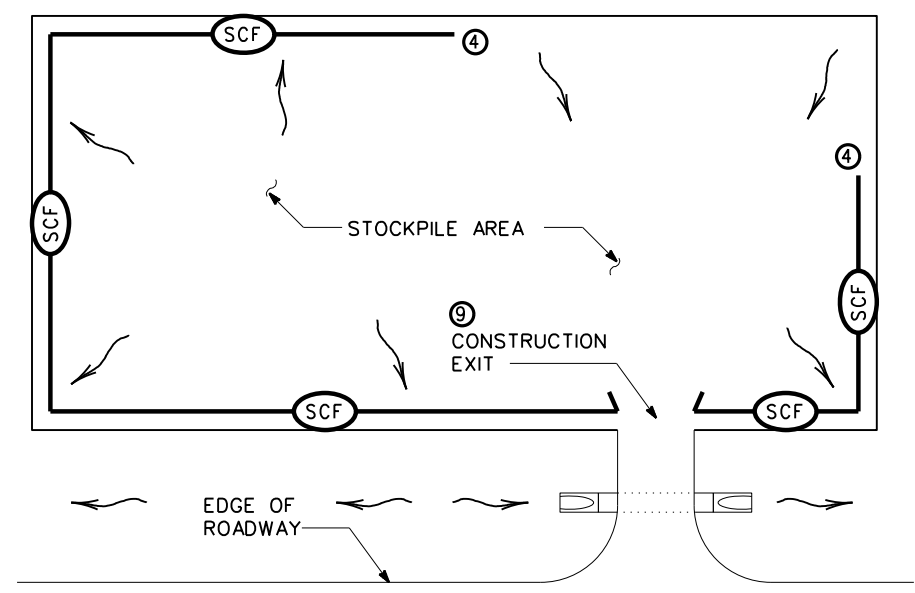 SCF
4
4
SCF
STOCKPILE AREA
SCF
9
CONSTRUCTION
EXIT
SCF
SCF
EDGE OF
ROADWAY